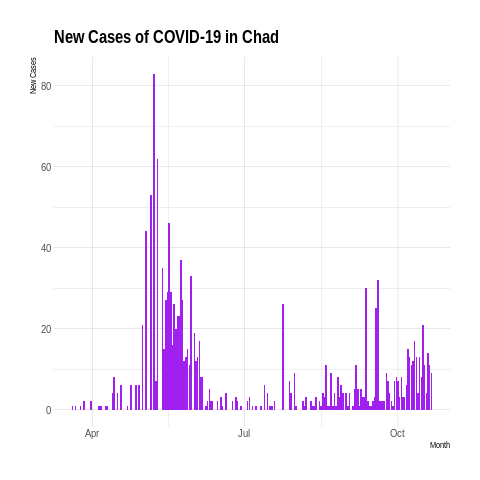 New Cases of COVID-19 in Chad
New Cases
80
60
40
20
0
Apr
Jul
Oct
Month